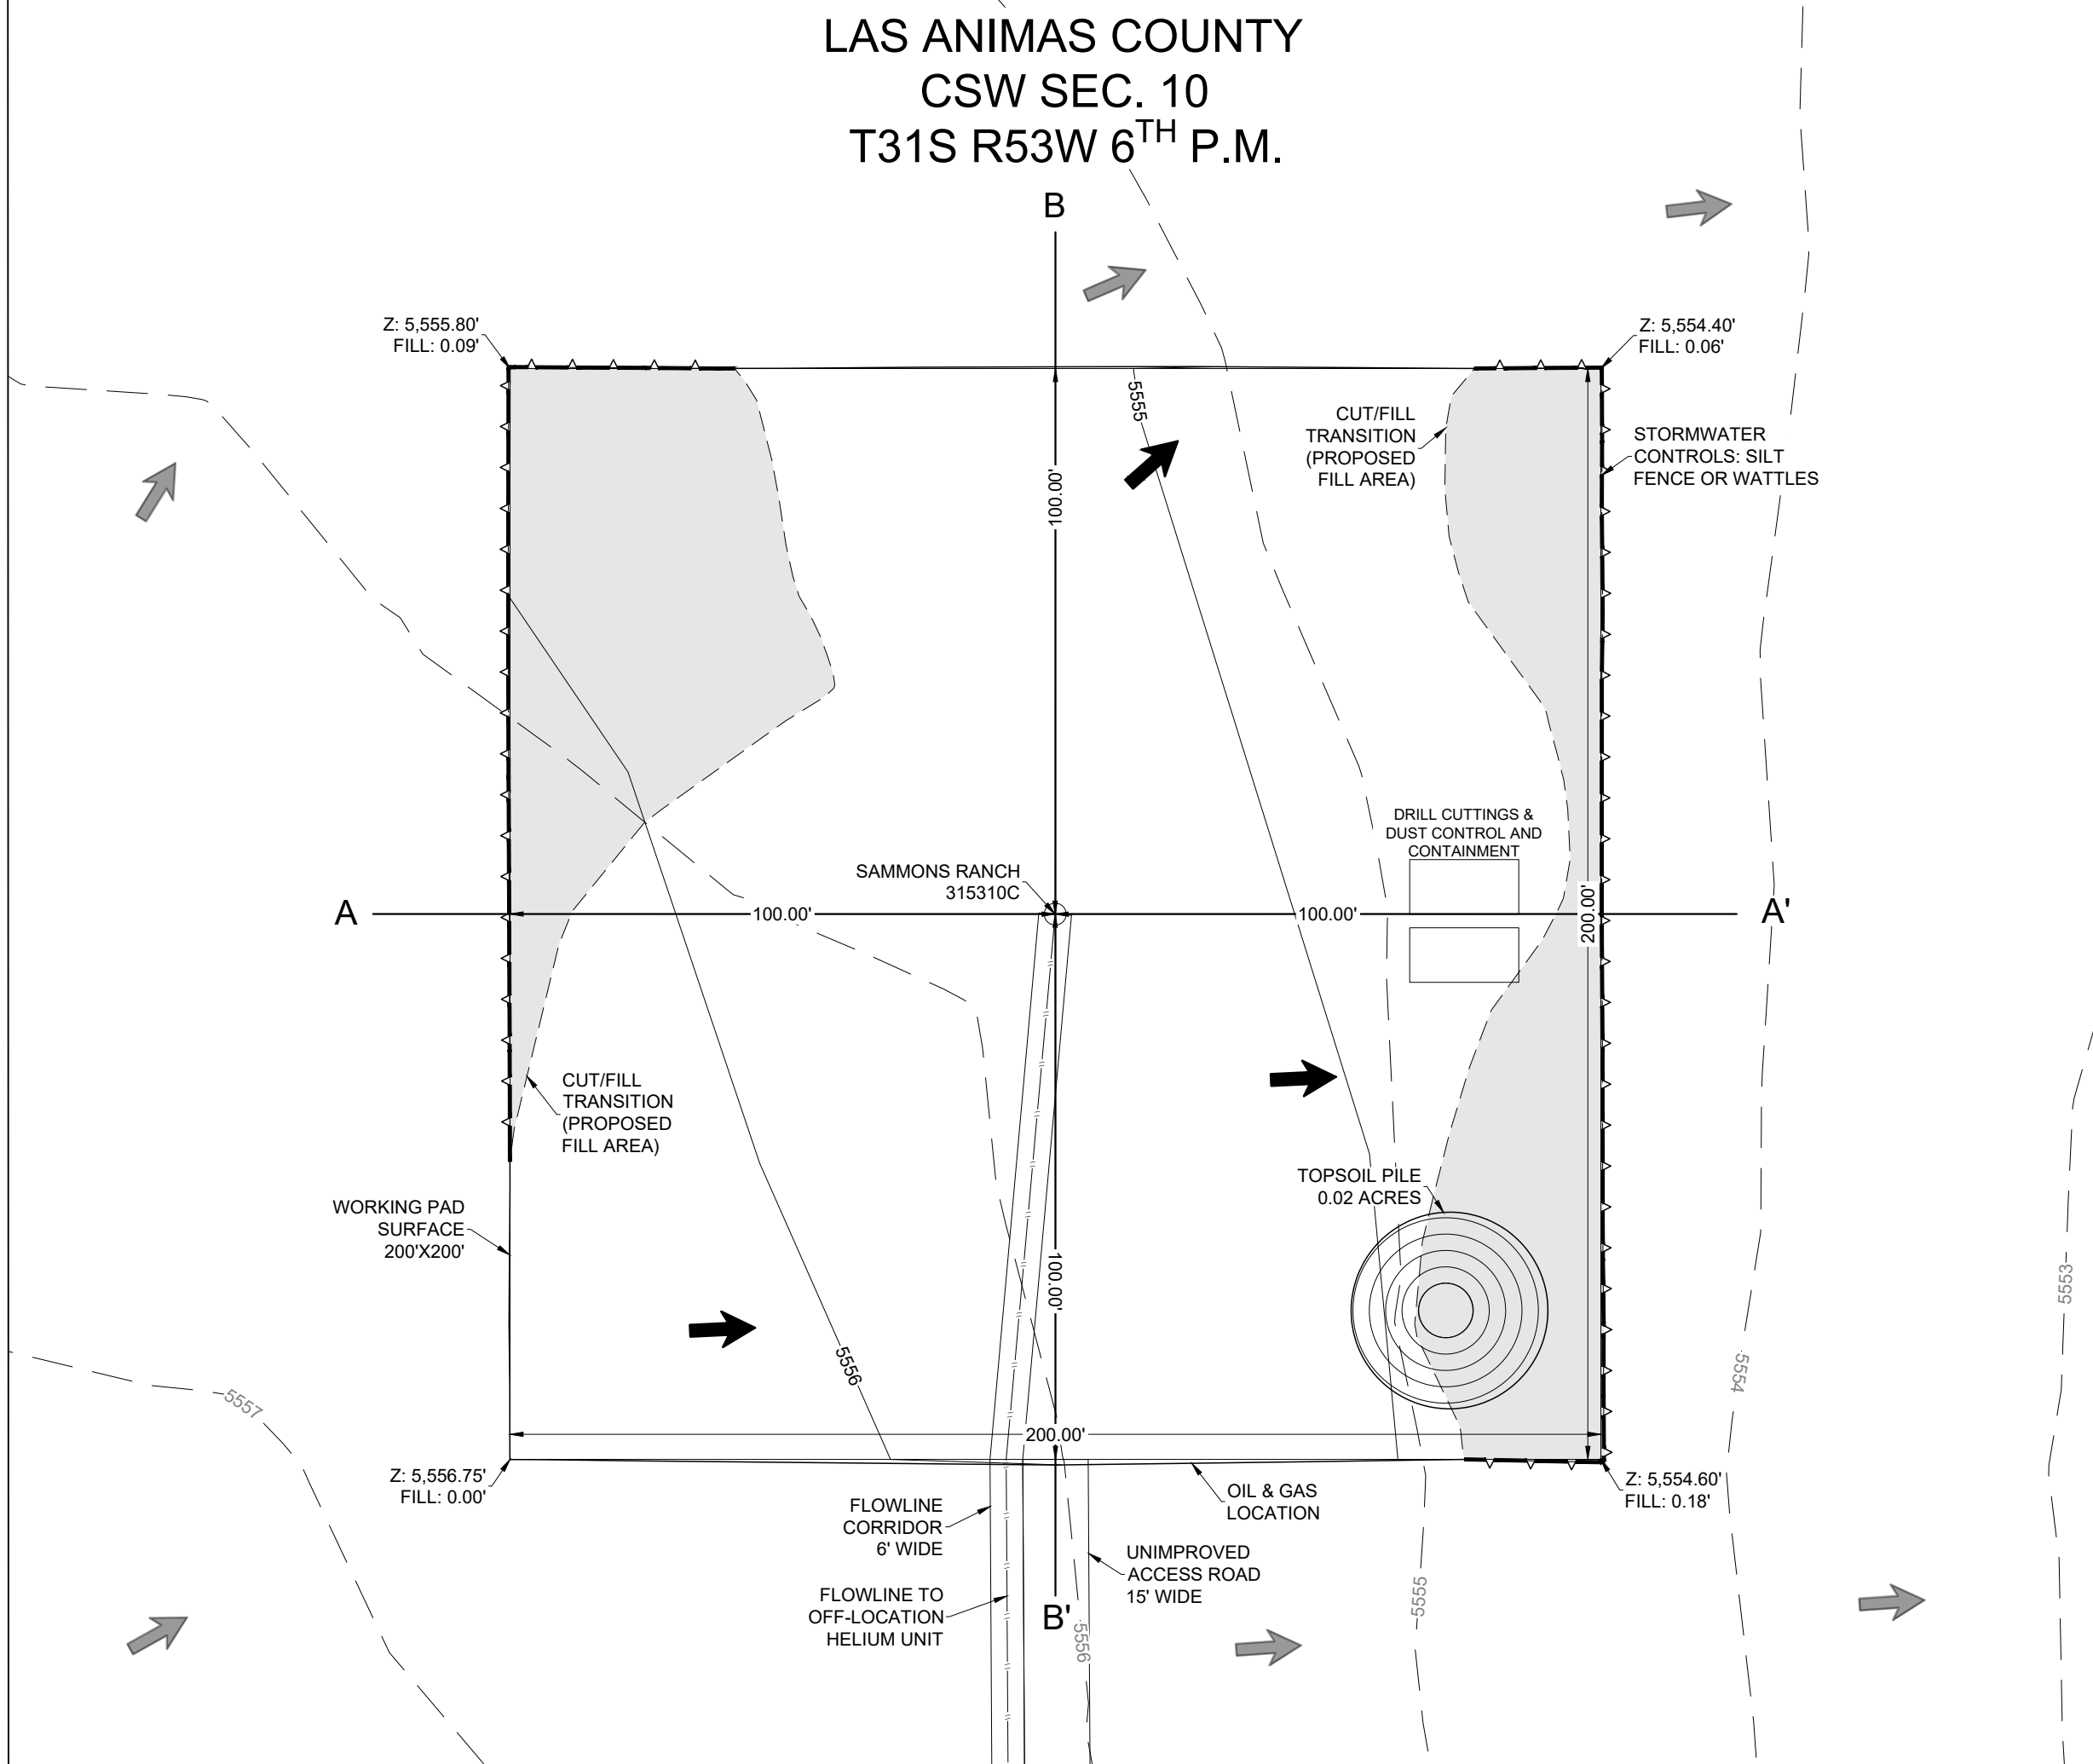 LAS ANIMAS COUNTY
CSW SEC. 10
T31S R53W 6TH P.M.
B
Z: 5,555.80'
FILL: 0.09'
Z: 5,554.40'
FILL: 0.06'
5555
CUT/FILL
TRANSITION
(PROPOSED
FILL AREA)
STORMWATER
CONTROLS: SILT
FENCE OR WATTLES
100.00'
DRILL CUTTINGS &
DUST CONTROL AND
CONTAINMENT
SAMMONS RANCH
315310C
A
100.00'
100.00'
200.00'
A'
CUT/FILL
TRANSITION
(PROPOSED
FILL AREA)
TOPSOIL PILE
0.02 ACRES
WORKING PAD
SURFACE
200'X200'
100.00'
5553
5556
5554
5557
200.00'
Z: 5,556.75'
FILL: 0.00'
Z: 5,554.60'
FILL: 0.18'
OIL & GAS
LOCATION
FLOWLINE
CORRIDOR
6' WIDE
UNIMPROVED
ACCESS ROAD
15' WIDE
FLOWLINE TO
OFF-LOCATION
HELIUM UNIT
B'
5556
5555